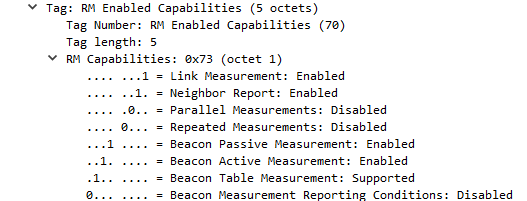 Tag: RM Enabled Capabilities (5 octets)
Tag Number: RM Enabled Capabilities (70)
Tag length: 5
RM Capabilities: 0x73 (octet 1)
.... ...1 = Link Measurement: Enabled
.... ..1. = Neighbor Report: Enabled
.... .0.. = Parallel Measurements: Disabled
.... 0... = Repeated Measurements: Disabled
...1 .... = Beacon Passive Measurement: Enabled
..1. .... = Beacon Active Measurement: Enabled
.1.. .... = Beacon Table Measurement: Supported
0... .... = Beacon Measurement Reporting Conditions: Disabled